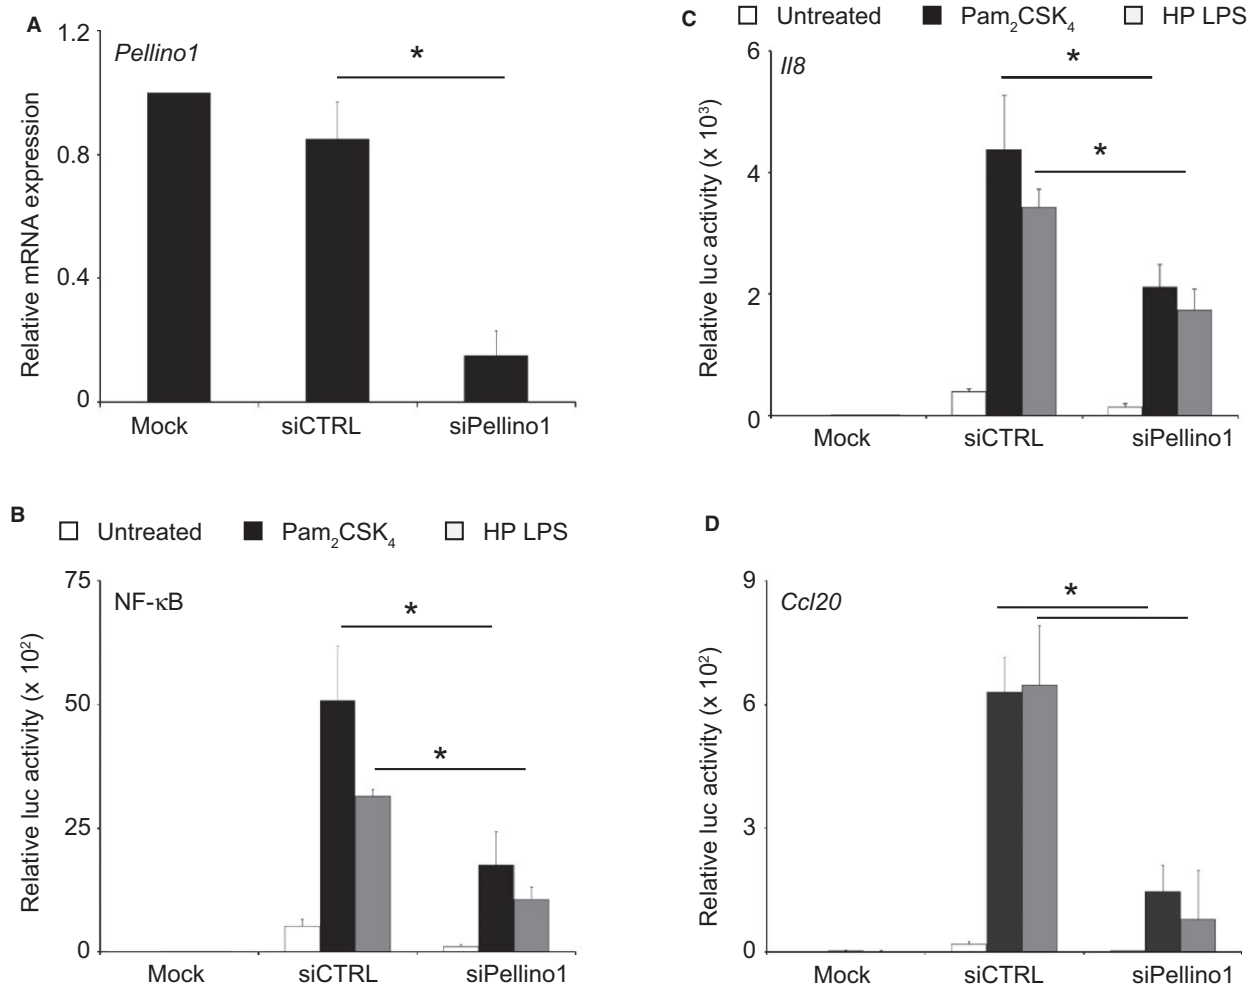 A
Pellino1
*
Relative mRNA expression
1.2
0.8
0.4
0
Mock siCTRL siPellino1
B
Untreated Pam2CSK4 HP LPS
NF-κB
*
*
Relative luc activity (x 10²)
75
50
25
0
Mock siCTRL siPellino1
C
Untreated Pam2CSK4 HP LPS
Il8
*
*
Relative luc activity (x 10³)
6
4
2
0
Mock siCTRL siPellino1
D
Ccl20
*
Relative luc activity (x 10²)
9
6
3
0
Mock siCTRL siPellino1